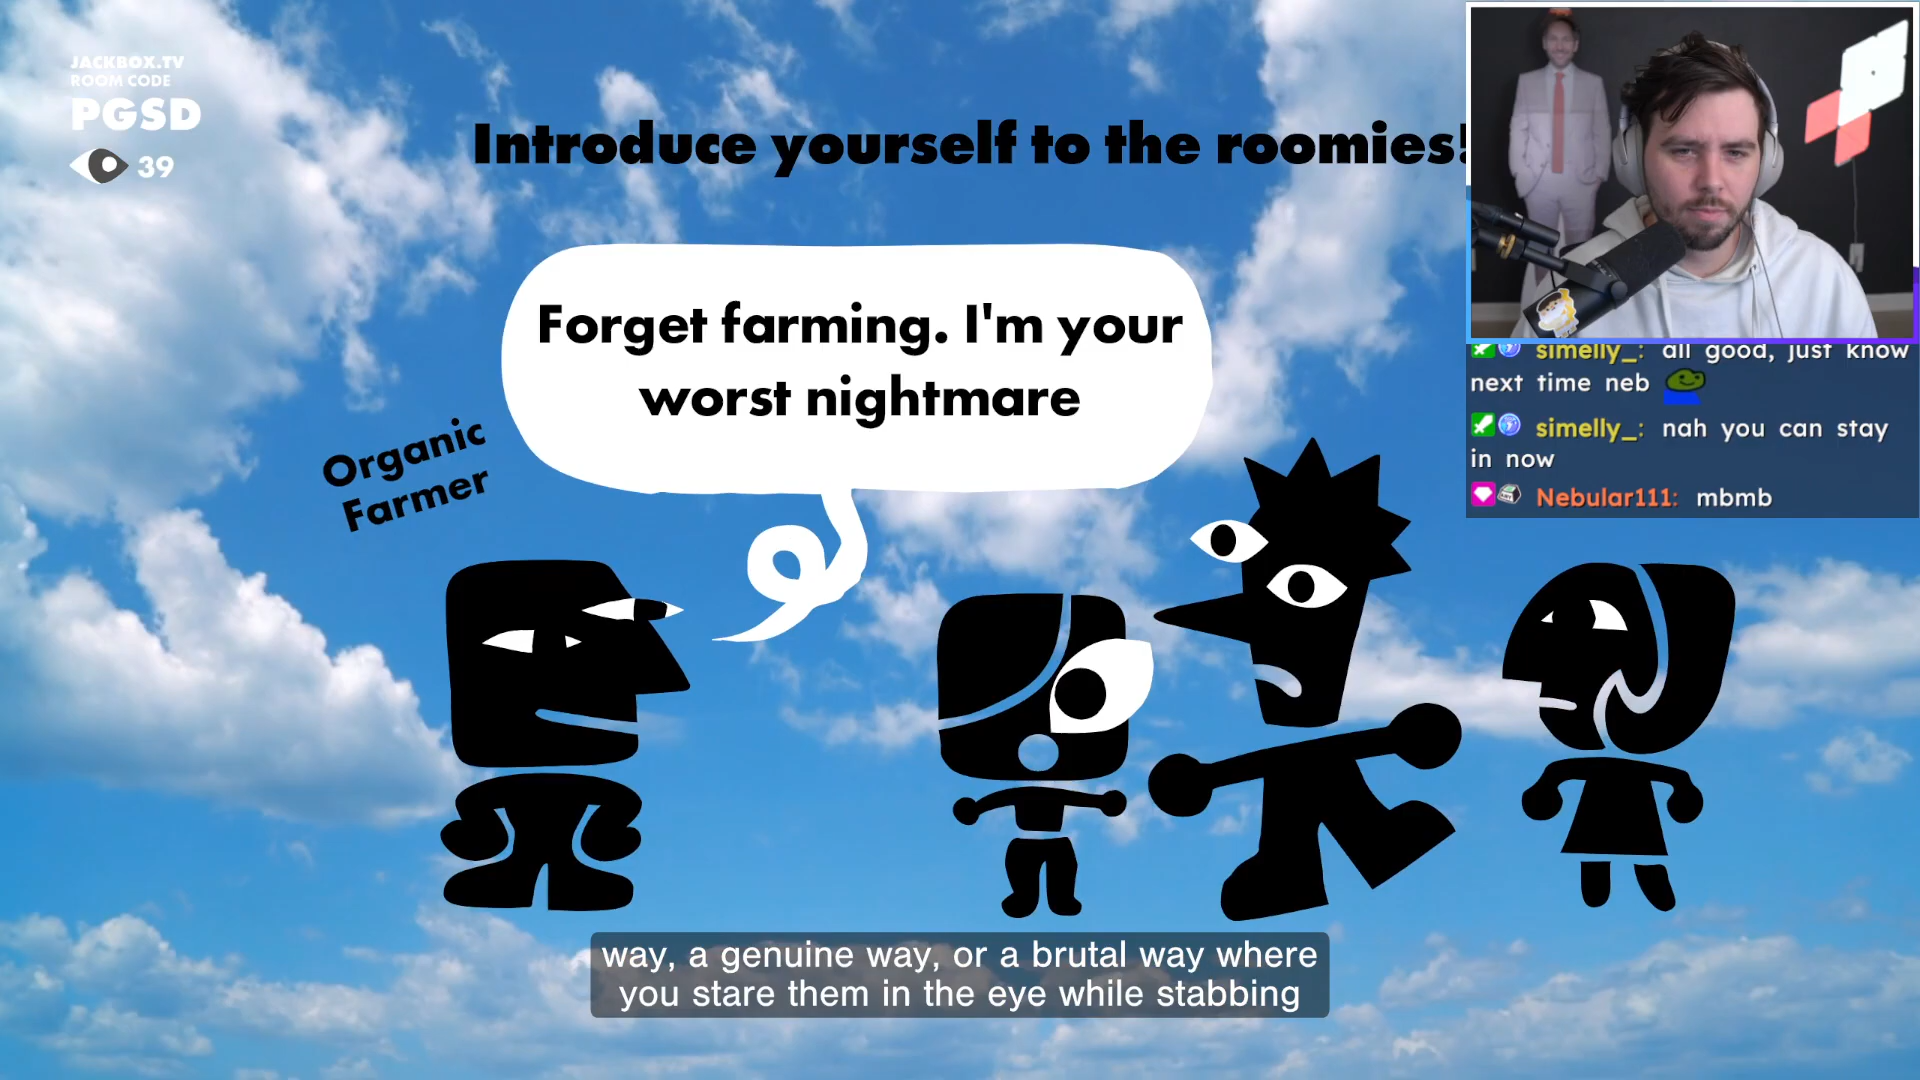 JACKBOX.TV
ROOM CODE
PGSD
39
Introduce yourself to the roomies!
Forget farming. I'm your
worst nightmare
Organic
Farmer
simelly_: all good, just know
next time neb
simelly_: nah you can stay
in now
Nebular111: mbmb
way, a genuine way, or a brutal way where
you stare them in the eye while stabbing